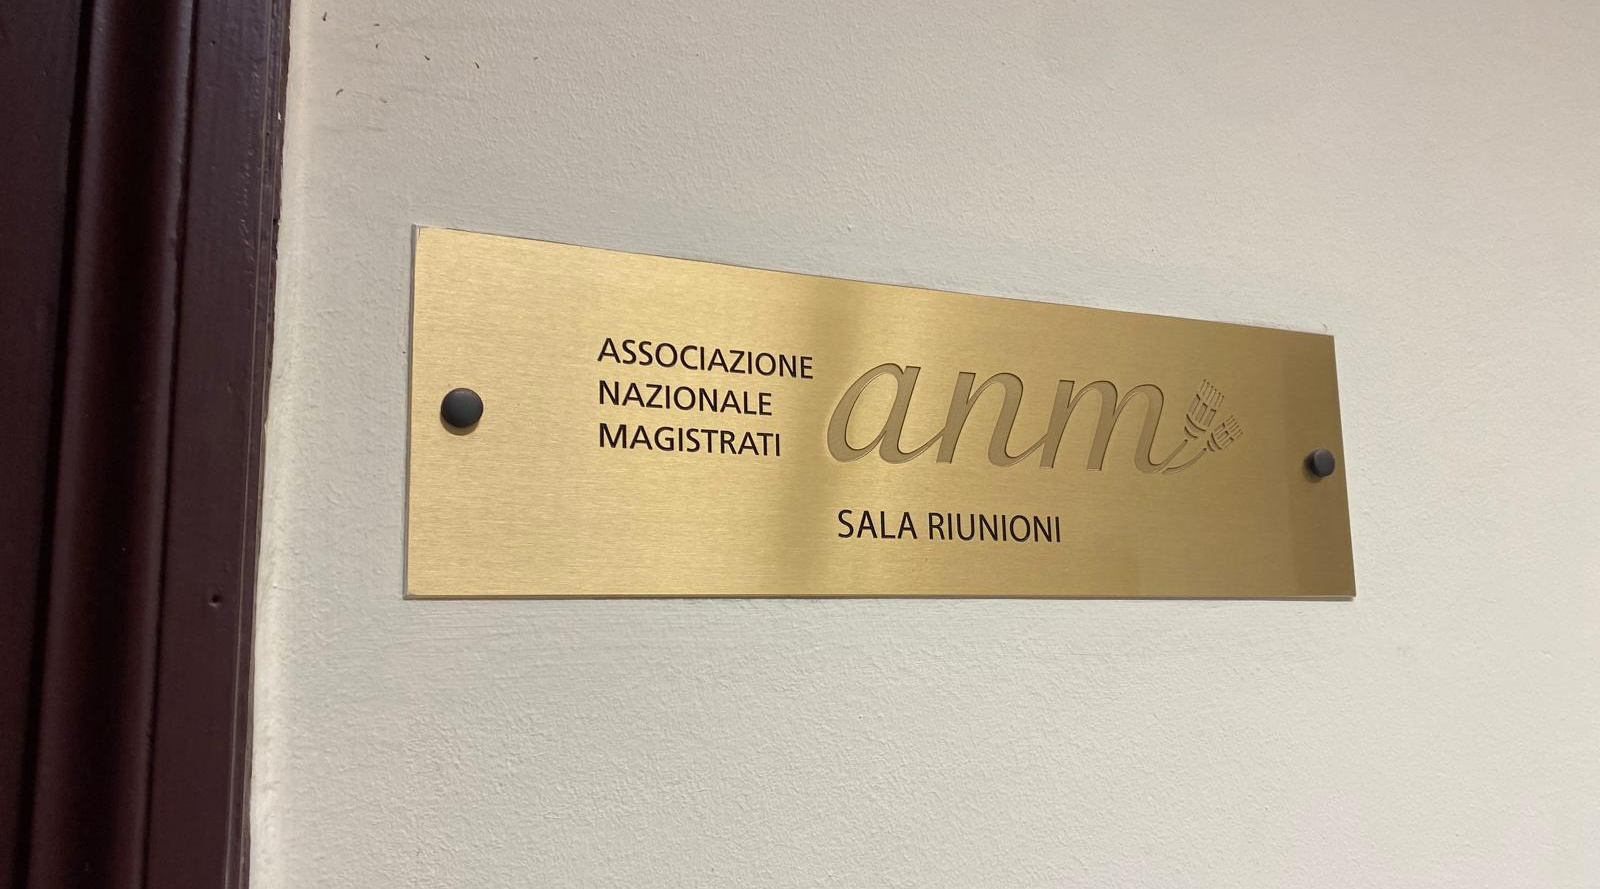 ASSOCIAZIONE
NAZIONALE
MAGISTRATI
anm
SALA RIUNIONI